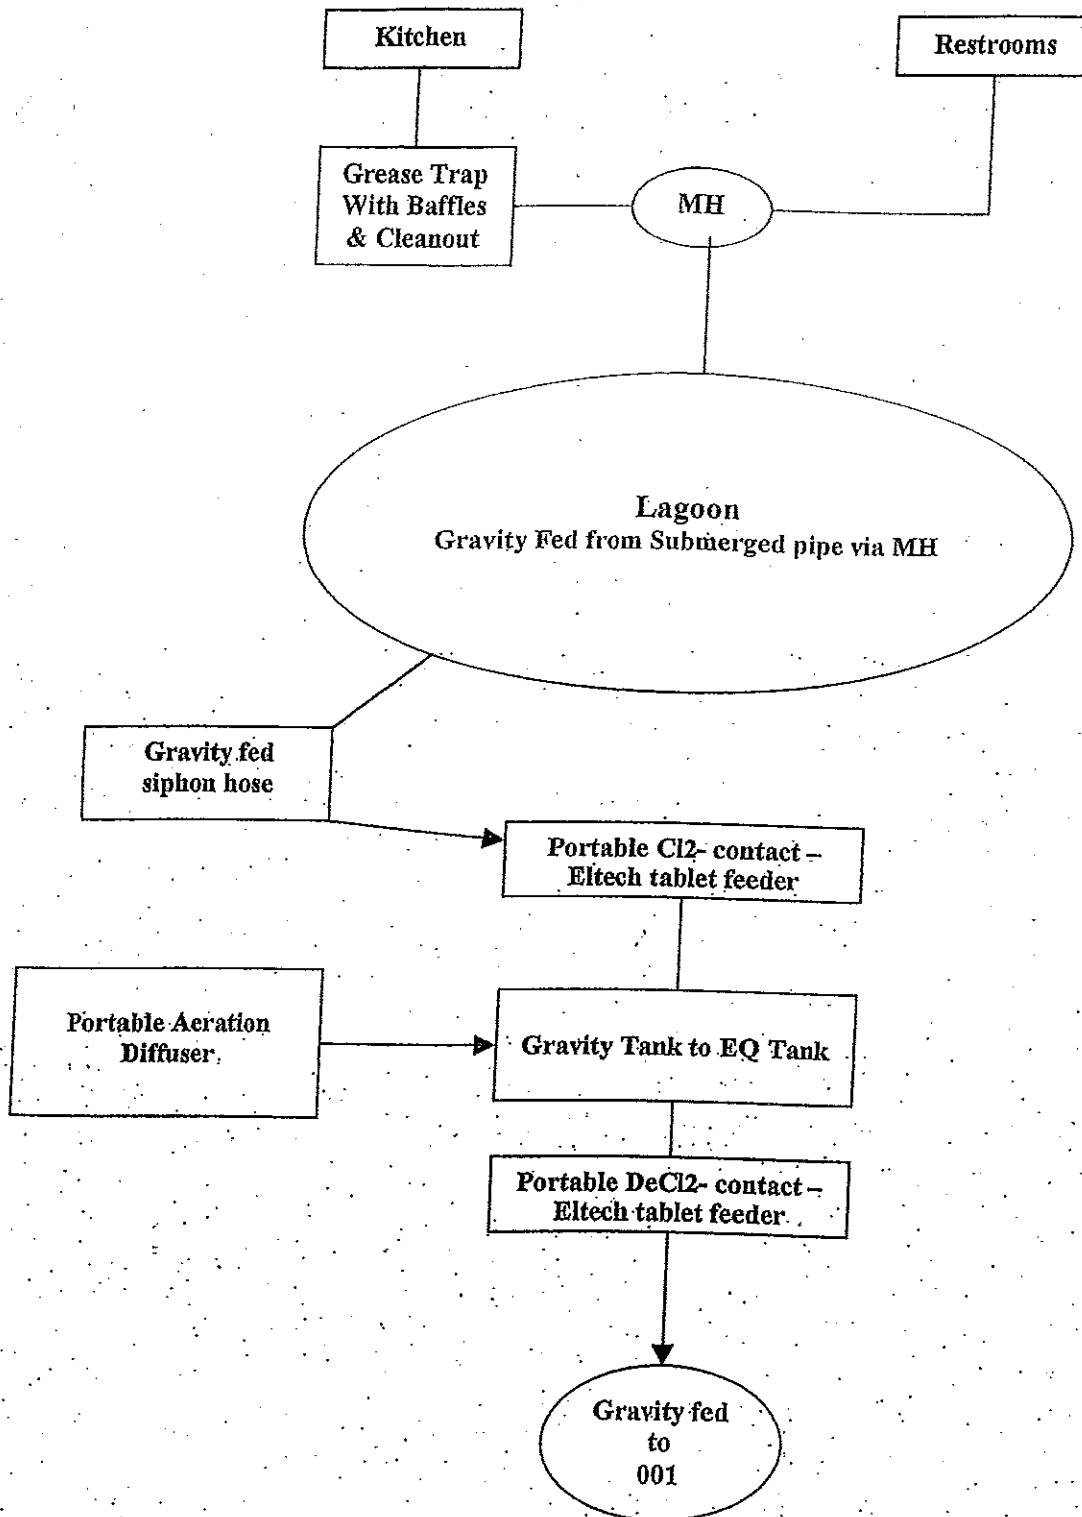 Kitchen
Restrooms
Grease Trap
With Baffles
& Cleanout
MH
Lagoon
Gravity Fed from Submerged pipe via MH
Gravity fed
siphon hose
Portable Cl2- contact –
Eltech tablet feeder
Portable Aeration
Diffuser
Gravity Tank to EQ Tank
Portable DeCl2- contact –
Eltech tablet feeder
Gravity fed
to
001